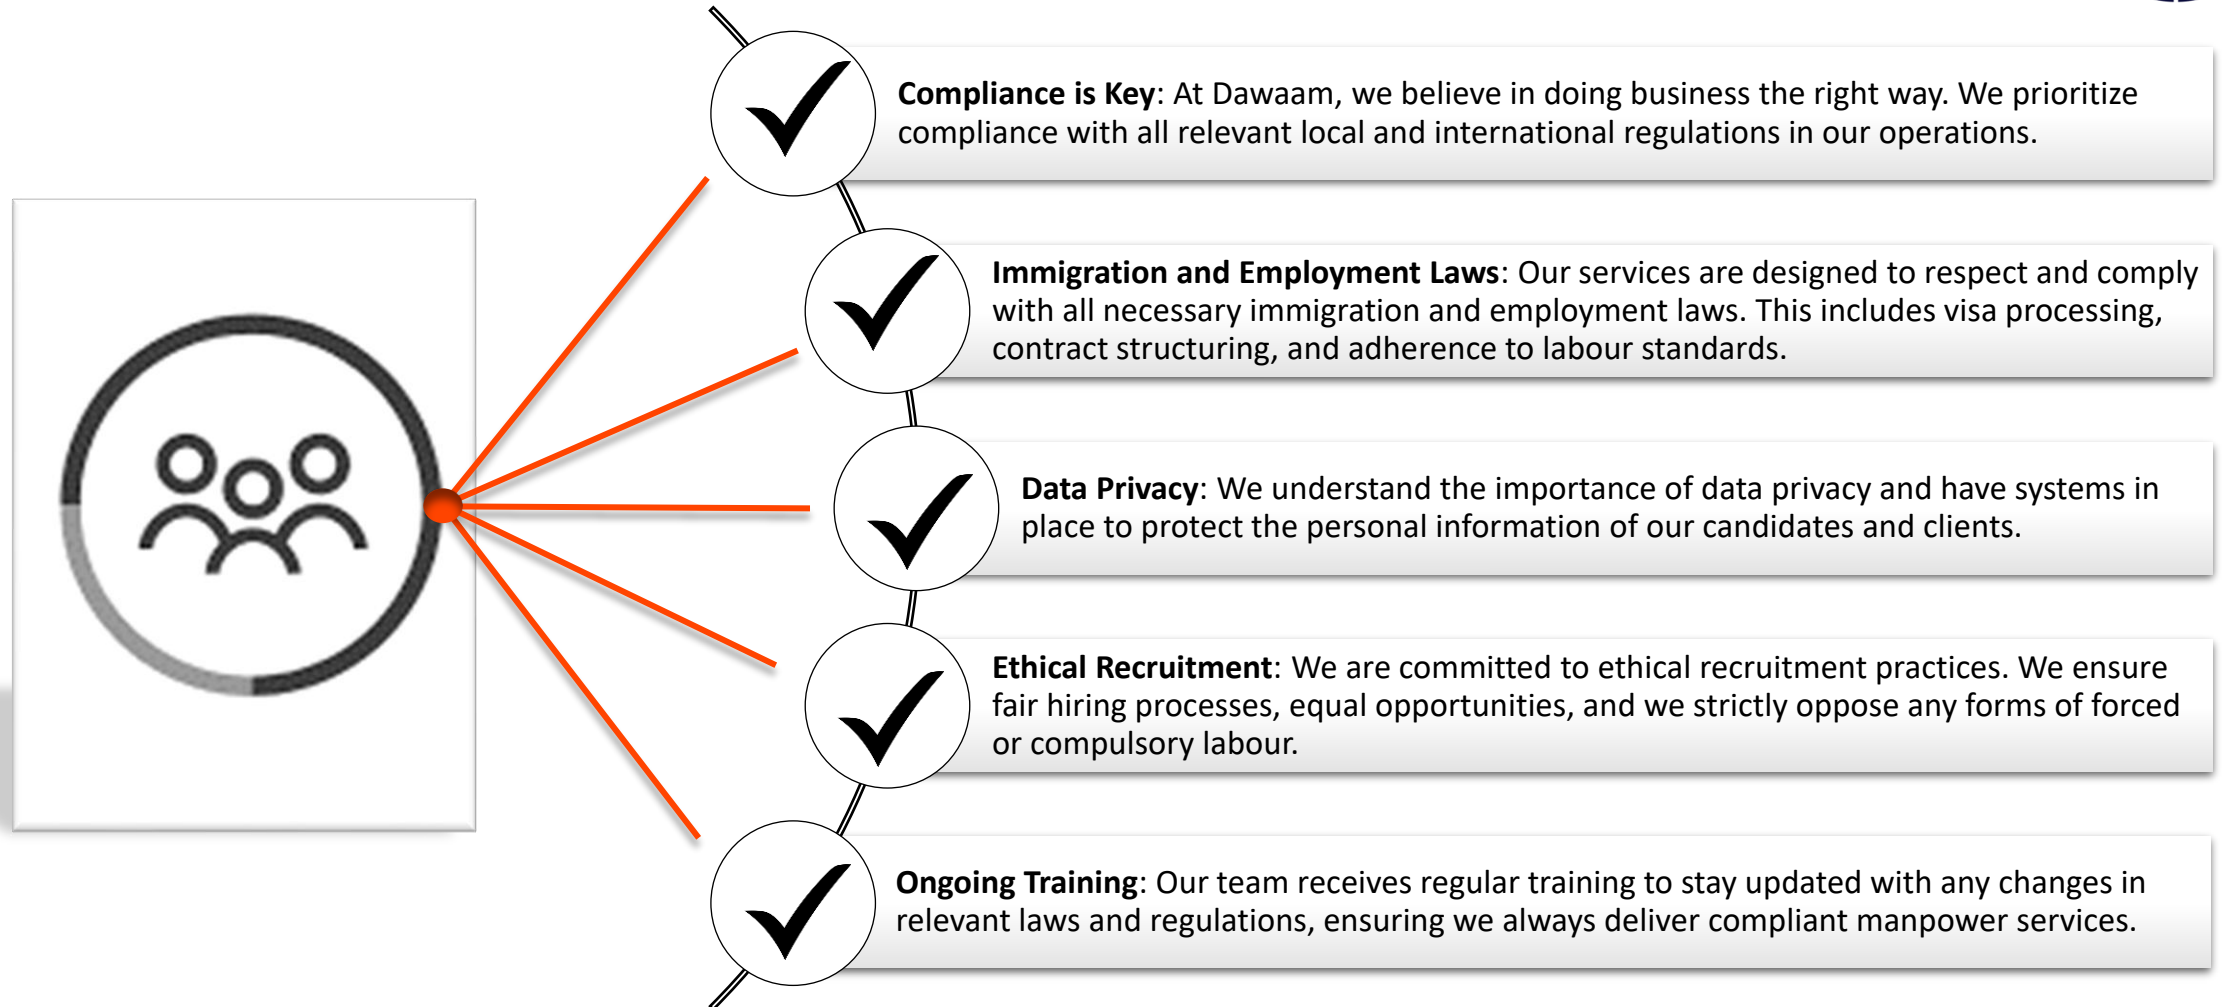 Compliance is Key: At Dawaam, we believe in doing business the right way. We prioritize
compliance with all relevant local and international regulations in our operations.
Immigration and Employment Laws: Our services are designed to respect and comply
with all necessary immigration and employment laws. This includes visa processing,
contract structuring, and adherence to labour standards.
Data Privacy: We understand the importance of data privacy and have systems in
place to protect the personal information of our candidates and clients.
Ethical Recruitment: We are committed to ethical recruitment practices. We ensure
fair hiring processes, equal opportunities, and we strictly oppose any forms of forced
or compulsory labour.
Ongoing Training: Our team receives regular training to stay updated with any changes in
relevant laws and regulations, ensuring we always deliver compliant manpower services.